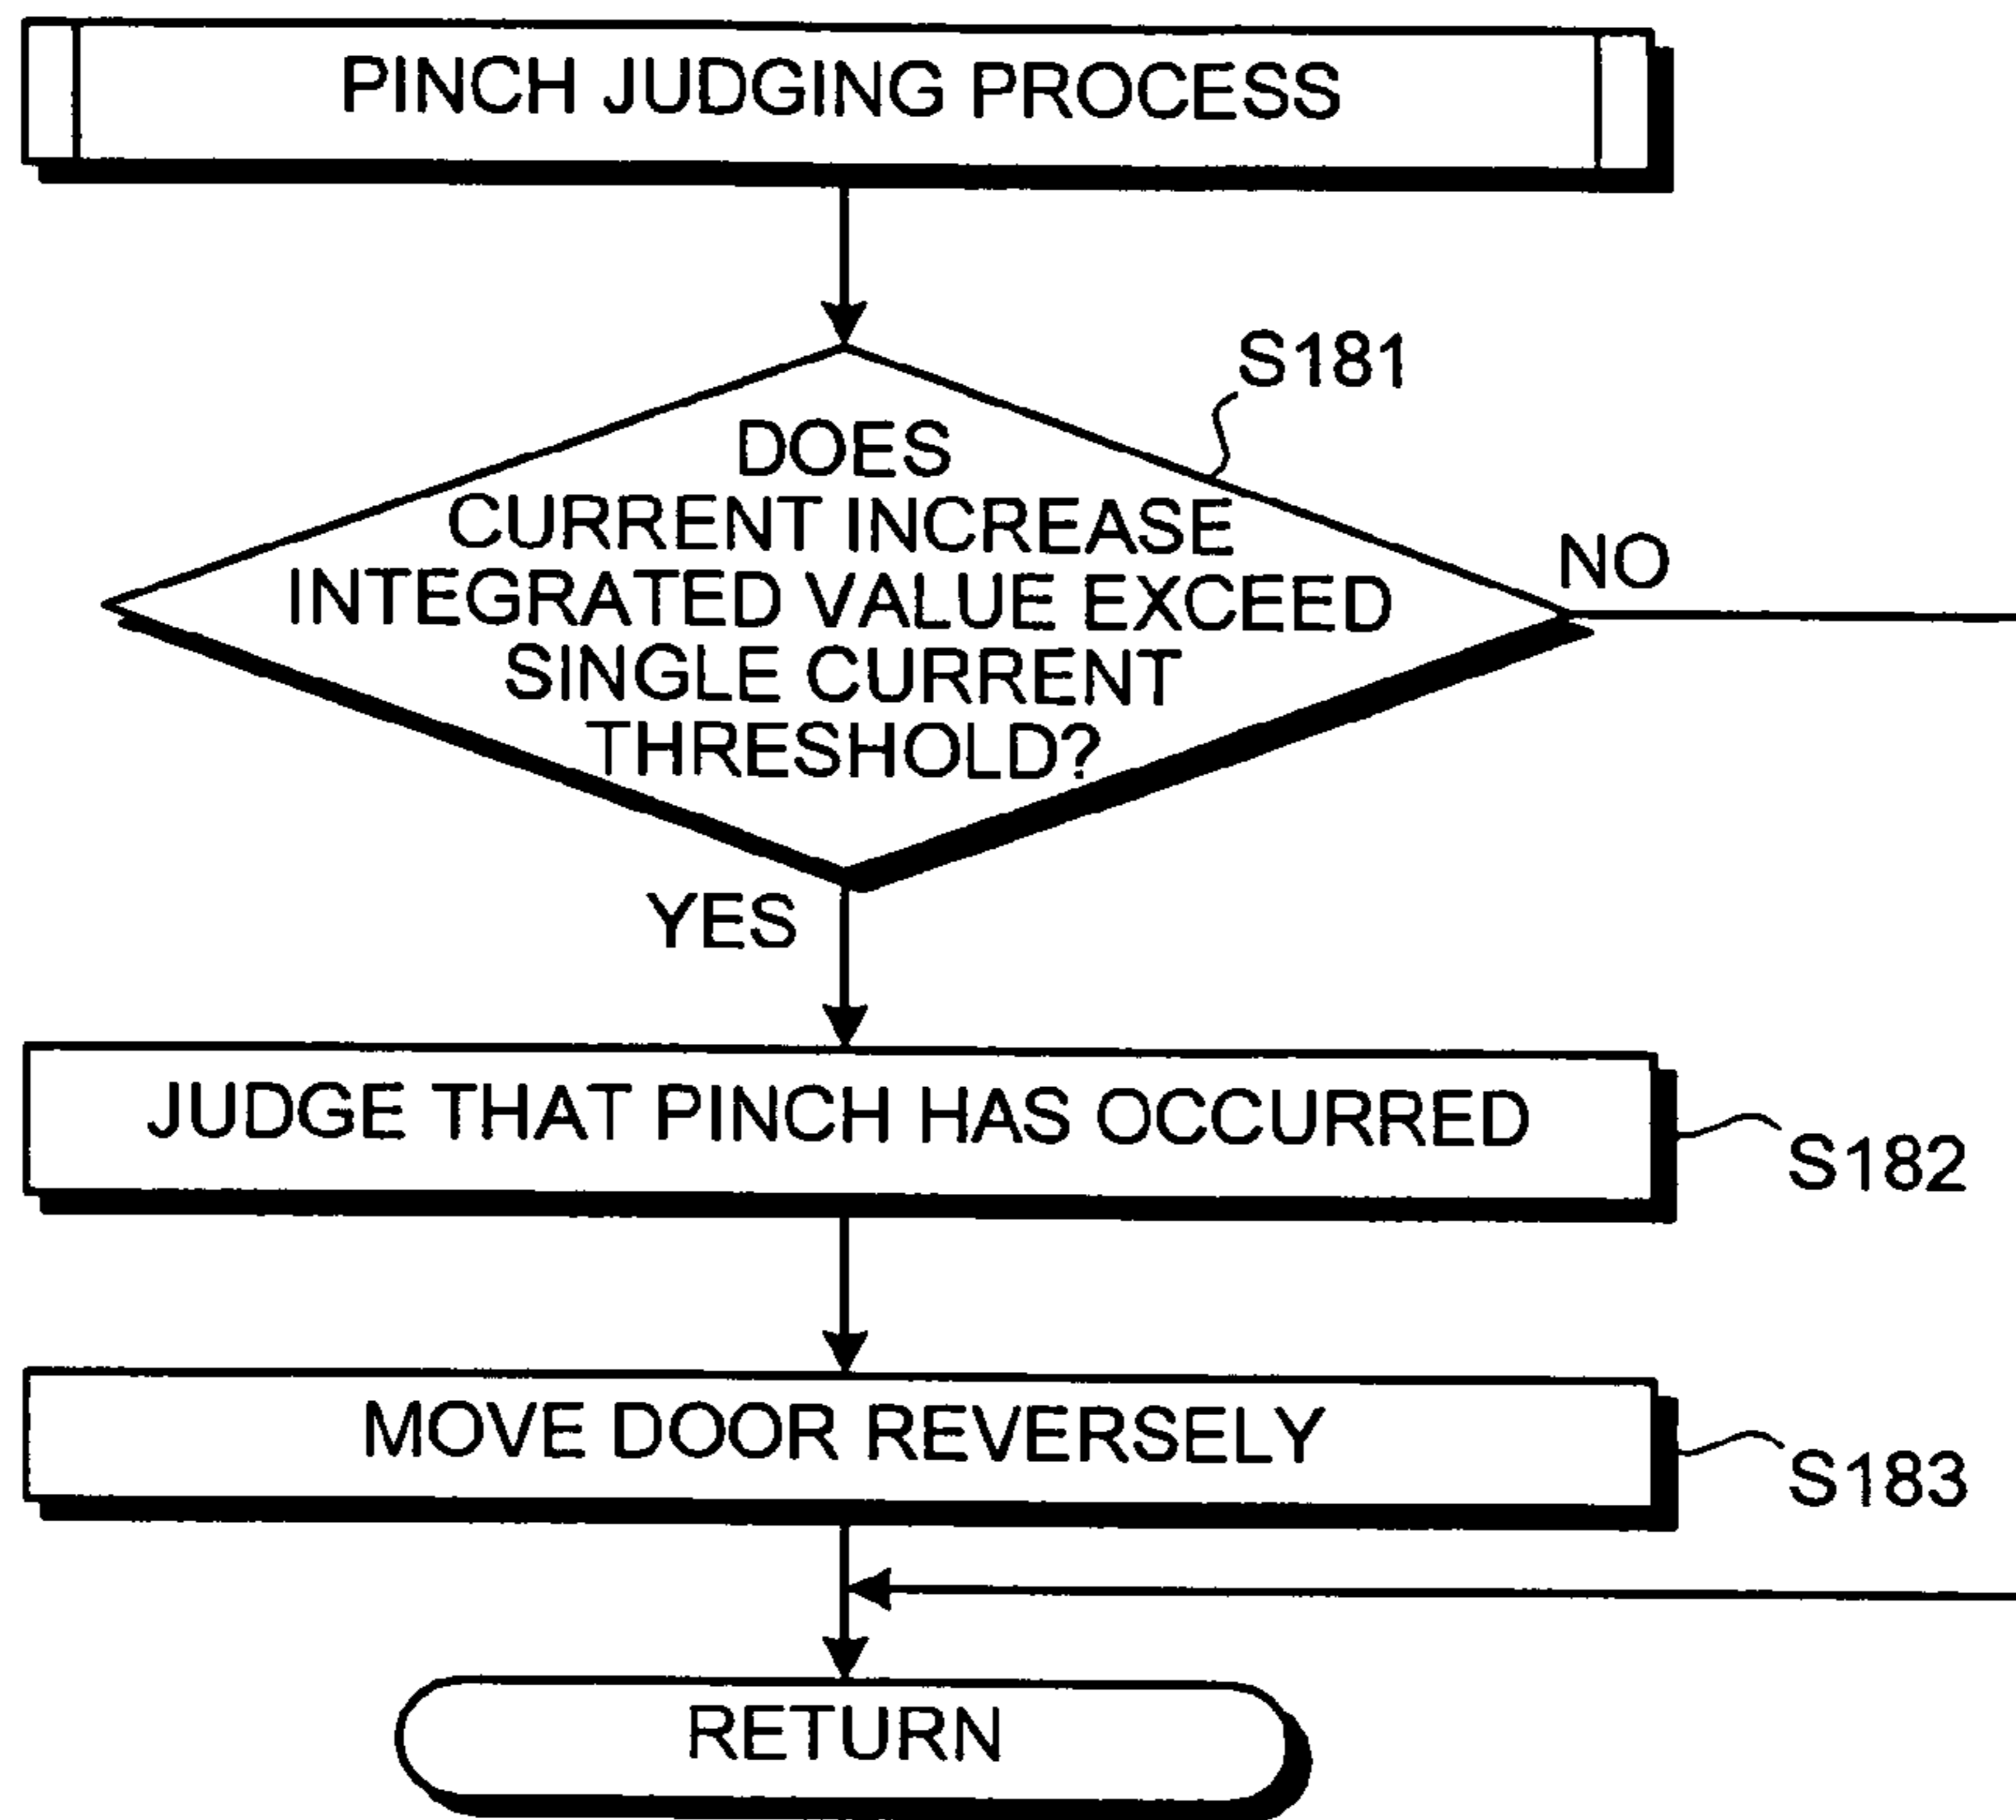 PINCH JUDGING PROCESS
S181
DOES
CURRENT INCREASE
INTEGRATED VALUE EXCEED
SINGLE CURRENT
THRESHOLD?
NO
YES
JUDGE THAT PINCH HAS OCCURRED
S182
MOVE DOOR REVERSELY
S183
RETURN